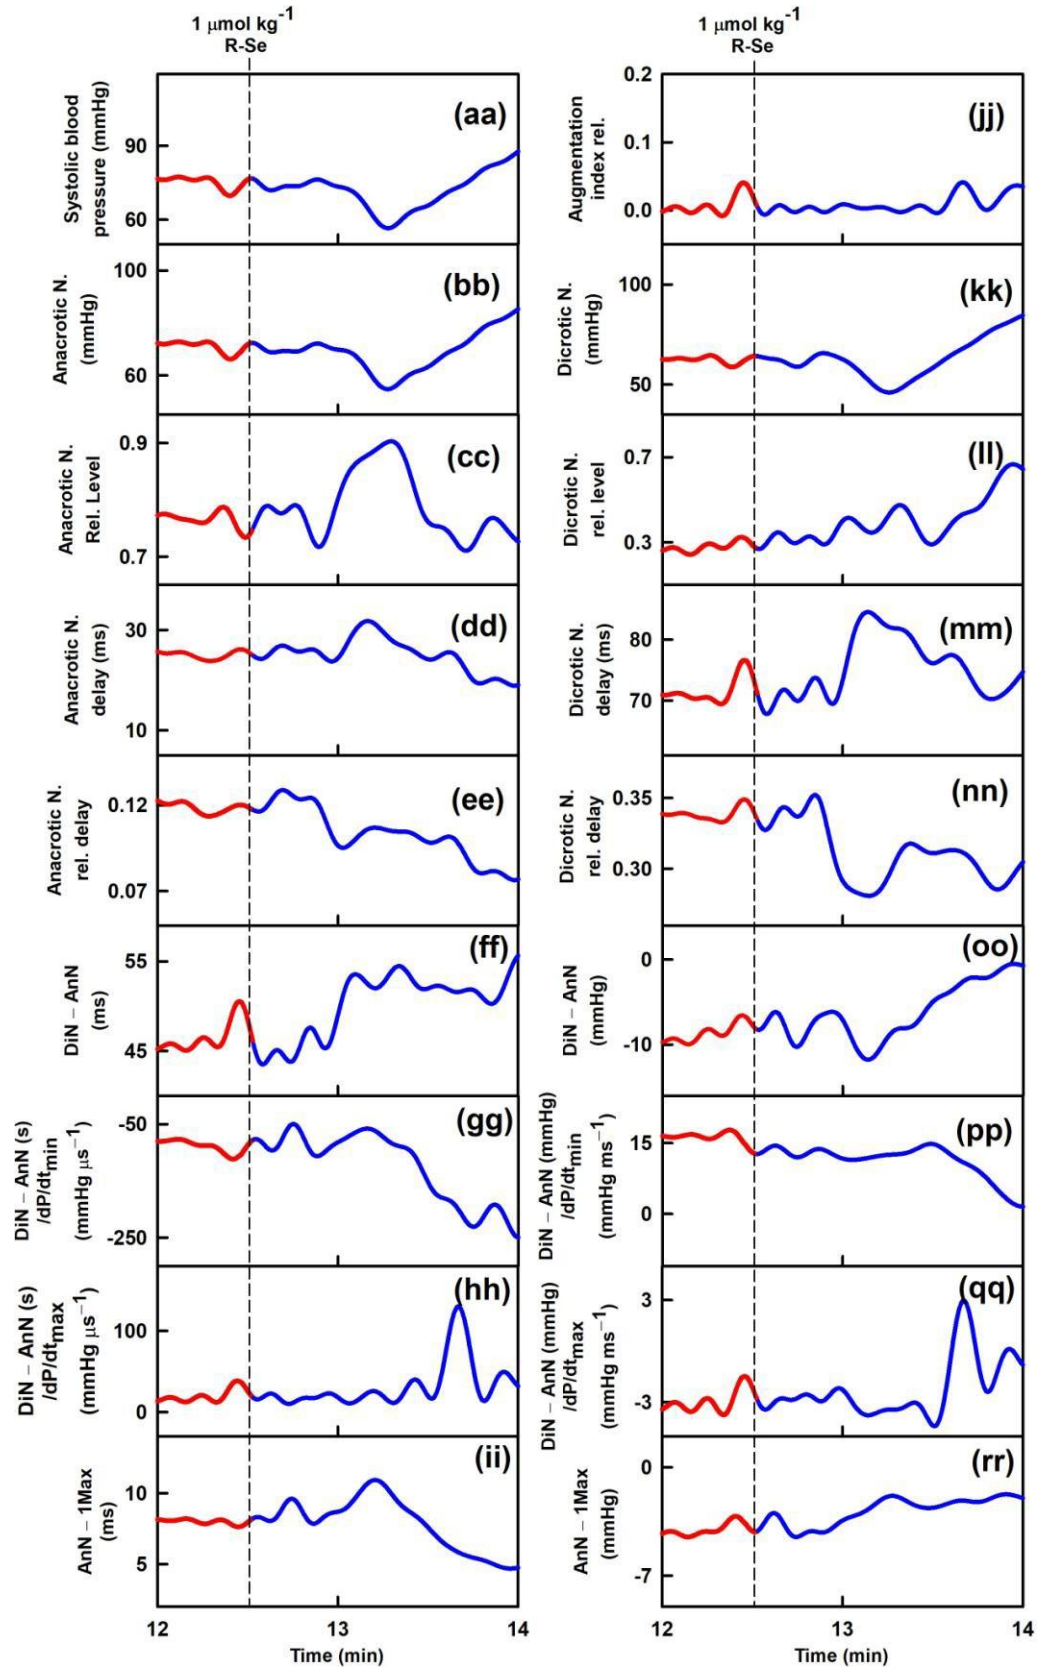 1 μmol kg⁻¹
R-Se
1 μmol kg⁻¹
R-Se
Systolic blood
pressure (mmHg)
90
60
(aa)
Augmentation
index rel.
0.2
0.1
0.0
(jj)
Anacrotic N.
(mmHg)
100
60
(bb)
Dicrotic N.
(mmHg)
100
50
(kk)
Anacrotic N.
Rel. Level
0.9
0.7
(cc)
Dicrotic N.
rel. level
0.7
0.3
(ll)
Anacrotic N.
delay (ms)
30
10
(dd)
Dicrotic N.
delay (ms)
80
70
(mm)
Anacrotic N.
rel. delay
0.12
0.07
(ee)
Dicrotic N.
rel. delay
0.35
0.30
(nn)
DiN – AnN
(ms)
55
45
(ff)
DiN – AnN
(mmHg)
0
-10
(oo)
DiN – AnN (s)
/dP/dtmin
(mmHg μs⁻¹)
-50
-250
(gg)
DiN – AnN (mmHg)
/dP/dtmin
(mmHg ms⁻¹)
15
0
(pp)
DiN – AnN (s)
/dP/dtmax
(mmHg μs⁻¹)
100
0
(hh)
DiN – AnN (mmHg)
/dP/dtmax
(mmHg ms⁻¹)
3
-3
(qq)
AnN – 1Max
(ms)
10
5
(ii)
AnN – 1Max
(mmHg)
0
-7
(rr)
12 13 14
Time (min)
12 13 14
Time (min)